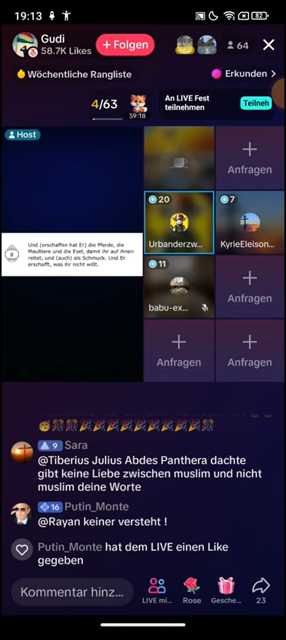 19:13
82
Gudi
58.7K Likes
+ Folgen
64
Wöchentliche Rangliste
Erkunden >
4/63
59:18
An LIVE Fest
teilnehmen
Teilneh
Host
Anfragen
20
Urbanderzw...
7
KyrieEleison...
Und (erschaffen hat Er) die Pferde, die
Maultiere und die Esel, damit ihr auf ihnen
reitet, und (auch) als Schmuck. Und Er
erschafft, was ihr nicht wißt.
8
11
babu-ex...
Anfragen
Anfragen
Anfragen
9 Sara
@Tiberius Julius Abdes Panthera dachte
gibt keine Liebe zwischen muslim und nicht
muslim deine Worte
16 Putin_Monte
@Rayan keiner versteht !
Putin_Monte hat dem LIVE einen Like
gegeben
Kommentar hinz...
LIVE mi...
Rose
Gesche...
23